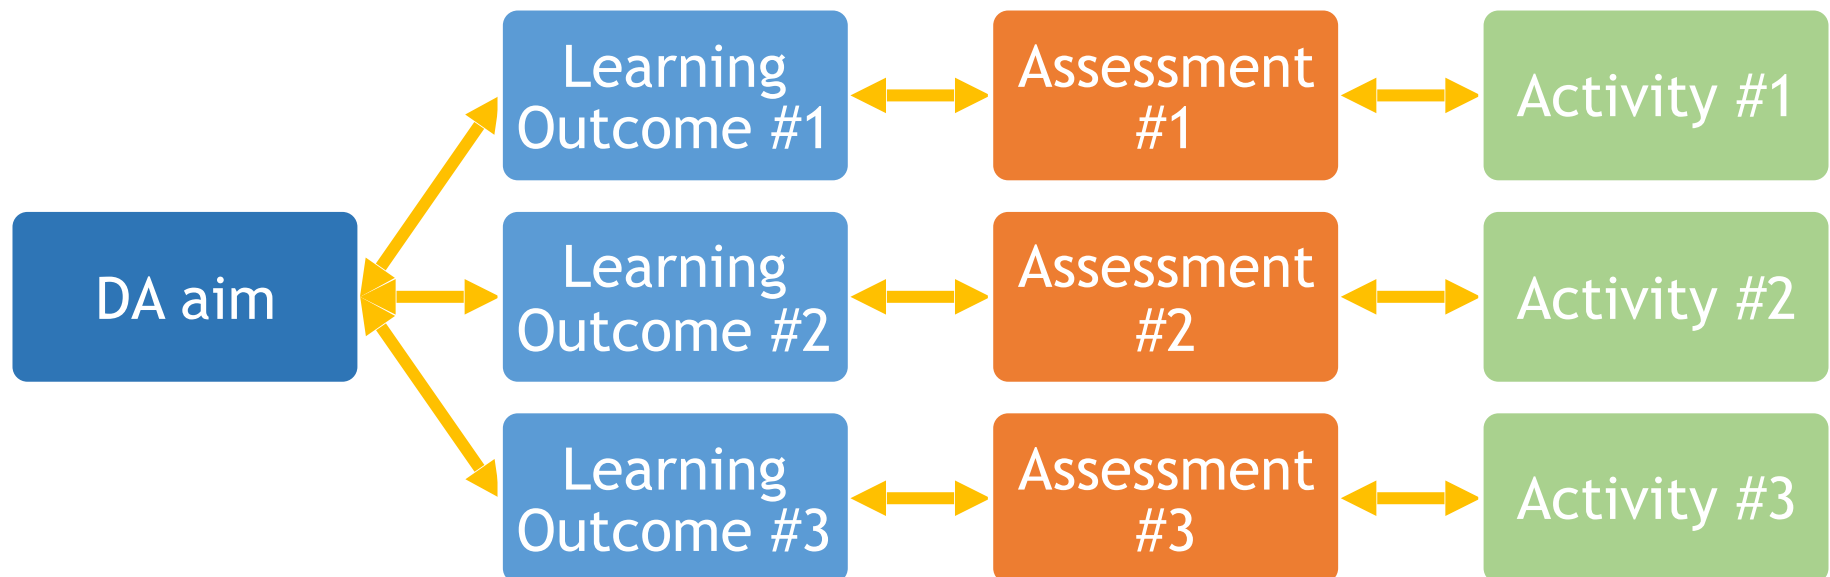 DA aim
Learning
Outcome #1
Assessment
#1
Activity #1
Learning
Outcome #2
Assessment
#2
Activity #2
Learning
Outcome #3
Assessment
#3
Activity #3